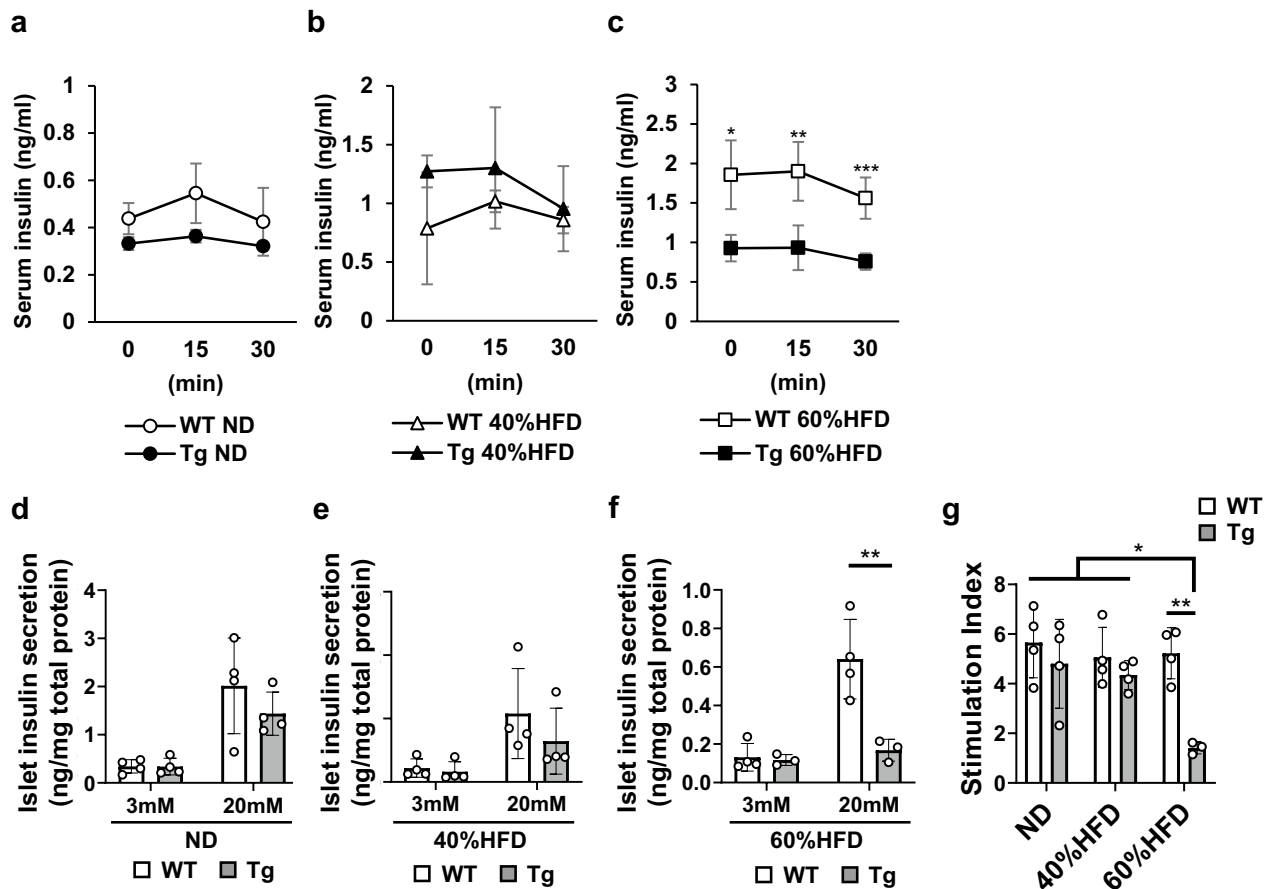 a
Serum insulin (ng/ml)
1
0.8
0.6
0.4
0.2
0
0 15 30
(min)
WT ND
Tg ND
b
Serum insulin (ng/ml)
2
1.5
1
0.5
0
0 15 30
(min)
WT 40%HFD
Tg 40%HFD
c
Serum insulin (ng/ml)
3
2.5
2
1.5
1
0.5
0
* ** ***
0 15 30
(min)
WT 60%HFD
Tg 60%HFD
d
Islet insulin secretion
(ng/mg total protein)
4
3
2
1
0
3mM 20mM
ND
WT Tg
e
Islet insulin secretion
(ng/mg total protein)
3mM 20mM
40%HFD
WT Tg
f
Islet insulin secretion
(ng/mg total protein)
1.0
0.8
0.6
0.4
0.2
0.0
**
3mM 20mM
60%HFD
WT Tg
g
WT
Tg
Stimulation Index
8
6
4
2
0
*
**
ND
40%HFD
60%HFD